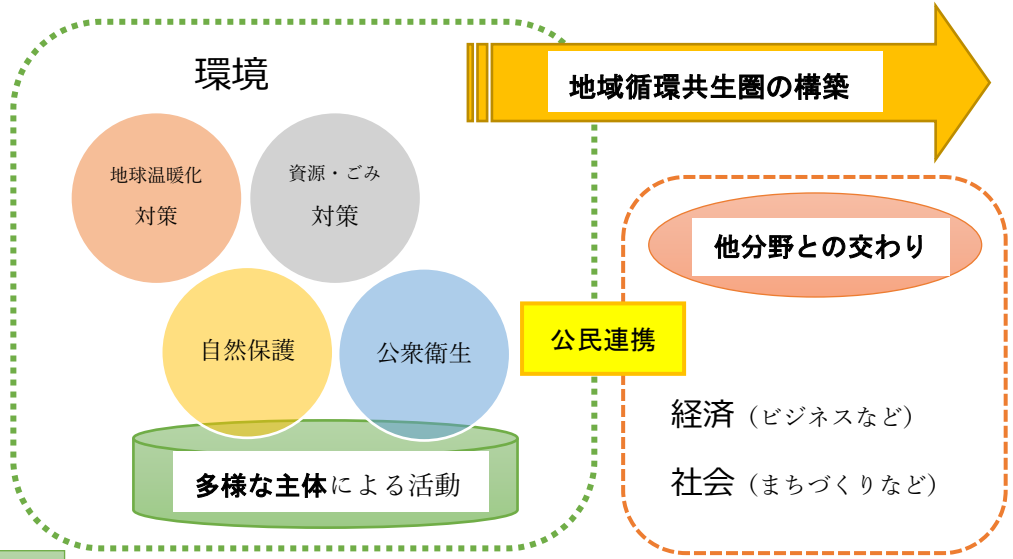 環境
地域循環共生圏の構築
地球温暖化
対策
資源・ごみ
対策
自然保護
公衆衛生
多様な主体による活動
公民連携
他分野との交わり
経済（ビジネスなど）
社会（まちづくりなど）